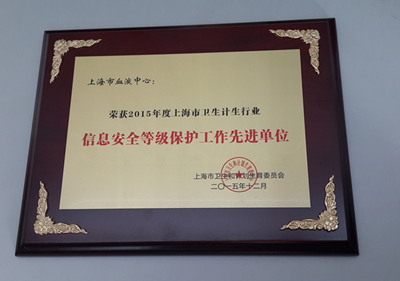 上海市血液中心：
荣获2015年度上海市卫生计生行业
信息安全等级保护工作先进单位
上海市卫生和计划生育委员会
二〇一五年十二月